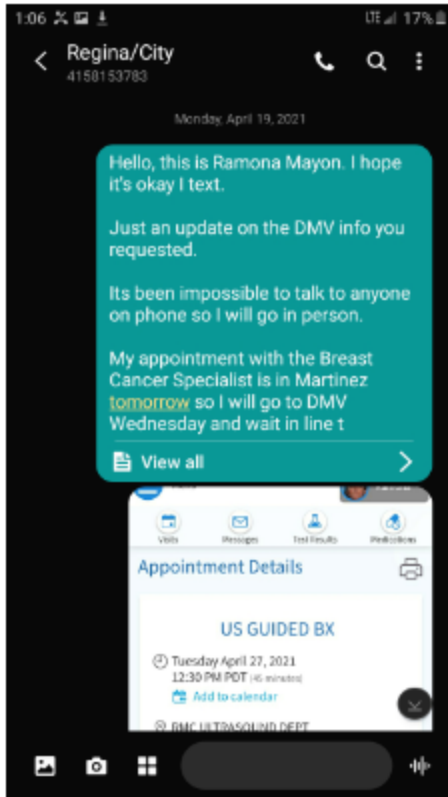 1:06 LTE 17%
Regina/City
4158153783
Monday, April 19, 2021
Hello, this is Ramona Mayon. I hope
it's okay I text.
Just an update on the DMV info you
requested.
Its been impossible to talk to anyone
on phone so I will go in person.
My appointment with the Breast
Cancer Specialist is in Martinez
tomorrow so I will go to DMV
Wednesday and wait in line t
View all
Visits Messages Test Results Medications
Appointment Details
US GUIDED BX
Tuesday April 27, 2021
12:30 PM PDT (45 minutes)
Add to calendar
RMC ULTRASOUND DEPT